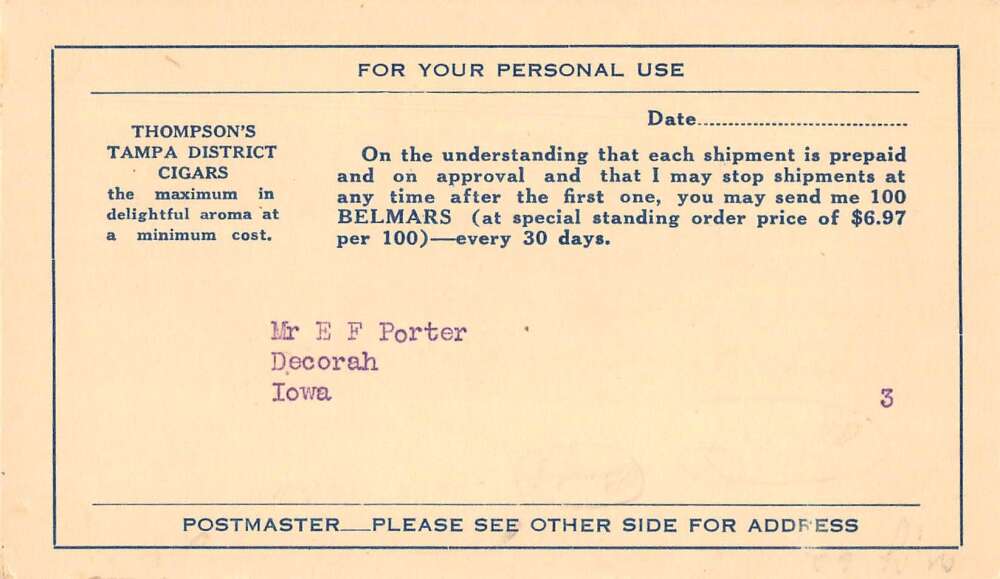 FOR YOUR PERSONAL USE
Date
THOMPSON'S
TAMPA DISTRICT
CIGARS
the maximum in
delightful aroma at
a minimum cost.
On the understanding that each shipment is prepaid
and on approval and that I may stop shipments at
any time after the first one, you may send me 100
BELMARS (at special standing order price of $6.97
per 100)—every 30 days.
Mr E F Porter
Decorah
Iowa
3
POSTMASTER—PLEASE SEE OTHER SIDE FOR ADDRESS